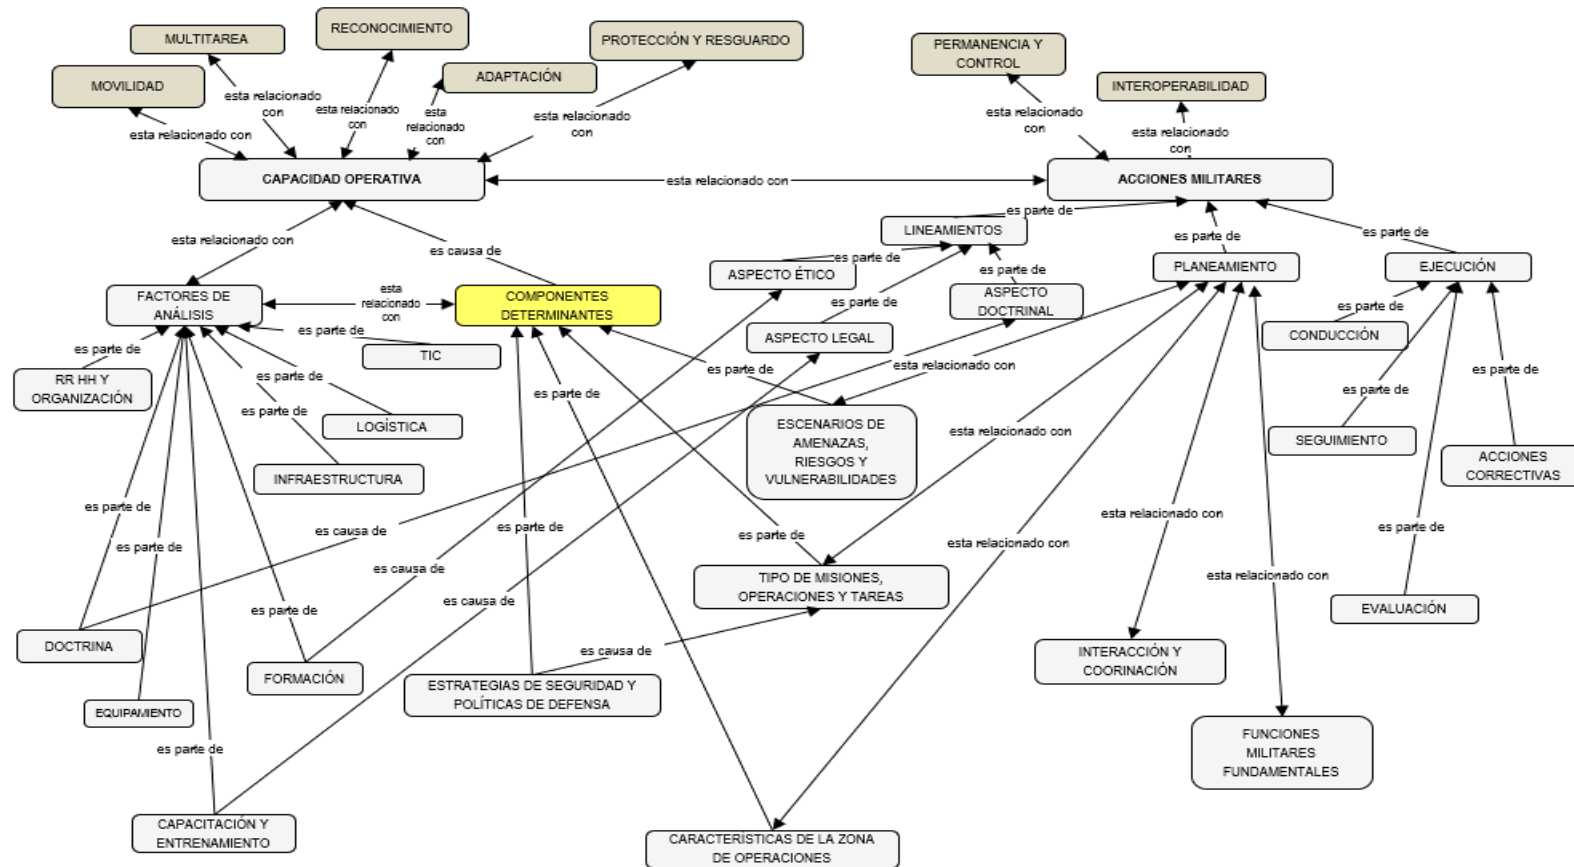 RECONOCIMIENTO
MULTITAREA
PROTECCIÓN Y RESGUARDO
PERMANENCIA Y
CONTROL
MOVILIDAD
ADAPTACIÓN
INTEROPERABILIDAD
esta relacionado
con
esta relacionado con
esta relacionado
con
esta
relacionado
con
esta relacionado
con
esta relacionado
con
esta relacionado
con
CAPACIDAD OPERATIVA
esta relacionado con
ACCIONES MILITARES
esta relacionado con
es causa de
es parte de
LINEAMIENTOS
es parte de
es parte de
es parte de
ASPECTO ÉTICO
es parte de
ASPECTO
DOCTRINAL
PLANEAMIENTO
EJECUCIÓN
FACTORES DE
ANÁLISIS
esta
relacionado
con
COMPONENTES
DETERMINANTES
es parte de
ASPECTO LEGAL
CONDUCCIÓN
es parte de
es parte de
TIC
RR HH Y
ORGANIZACIÓN
es parte de
es parte de
es parte de
esta relacionado con
es parte de
es parte de
LOGÍSTICA
ESCENARIOS DE
AMENAZAS,
RIESGOS Y
VULNERABILIDADES
esta relacionado con
es parte de
SEGUIMIENTO
ACCIONES
CORRECTIVAS
INFRAESTRUCTURA
es parte de
es causa de
es parte de
es parte de
es parte de
esta relacionado con
esta relacionado con
es parte de
es causa de
TIPO DE MISIONES,
OPERACIONES Y TAREAS
esta relacionado con
es parte de
es causa de
EVALUACIÓN
DOCTRINA
FORMACIÓN
es causa de
INTERACCIÓN Y
COORINACIÓN
ESTRATEGIAS DE SEGURIDAD Y
POLÍTICAS DE DEFENSA
EQUIPAMIENTO
es parte de
FUNCIONES
MILITARES
FUNDAMENTALES
CAPACITACIÓN Y
ENTRENAMIENTO
CARACTERÍSTICAS DE LA ZONA
DE OPERACIONES